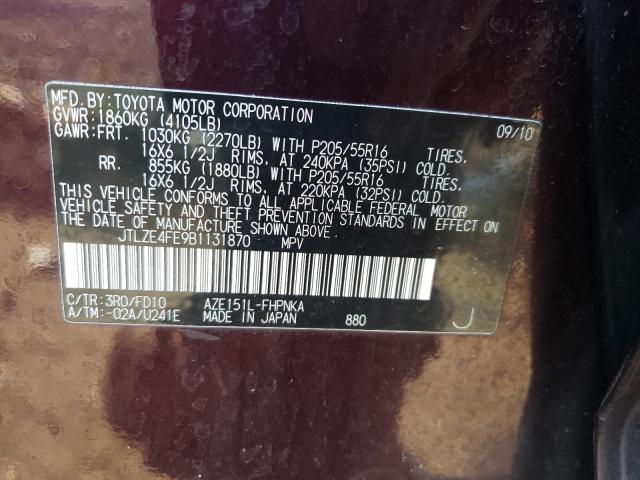 MFD. BY: TOYOTA MOTOR CORPORATION 09/10
GVWR: 1860KG (4105LB)
GAWR: FRT. 1030KG (2270LB) WITH P205/55R16 TIRES,
16X6 1/2J RIMS, AT 240KPA (35PSI) COLD.
RR. 855KG (1880LB) WITH P205/55R16 TIRES,
16X6 1/2J RIMS, AT 220KPA (32PSI) COLD.
THIS VEHICLE CONFORMS TO ALL APPLICABLE FEDERAL MOTOR
VEHICLE SAFETY AND THEFT PREVENTION STANDARDS IN EFFECT ON
THE DATE OF MANUFACTURE SHOWN ABOVE.
JTLZE4FE9B1131870 MPV
C/TR: 3R0/FD10 AZE151L-FHPNKA
A/TM: -02A/U241E MADE IN JAPAN 880 J